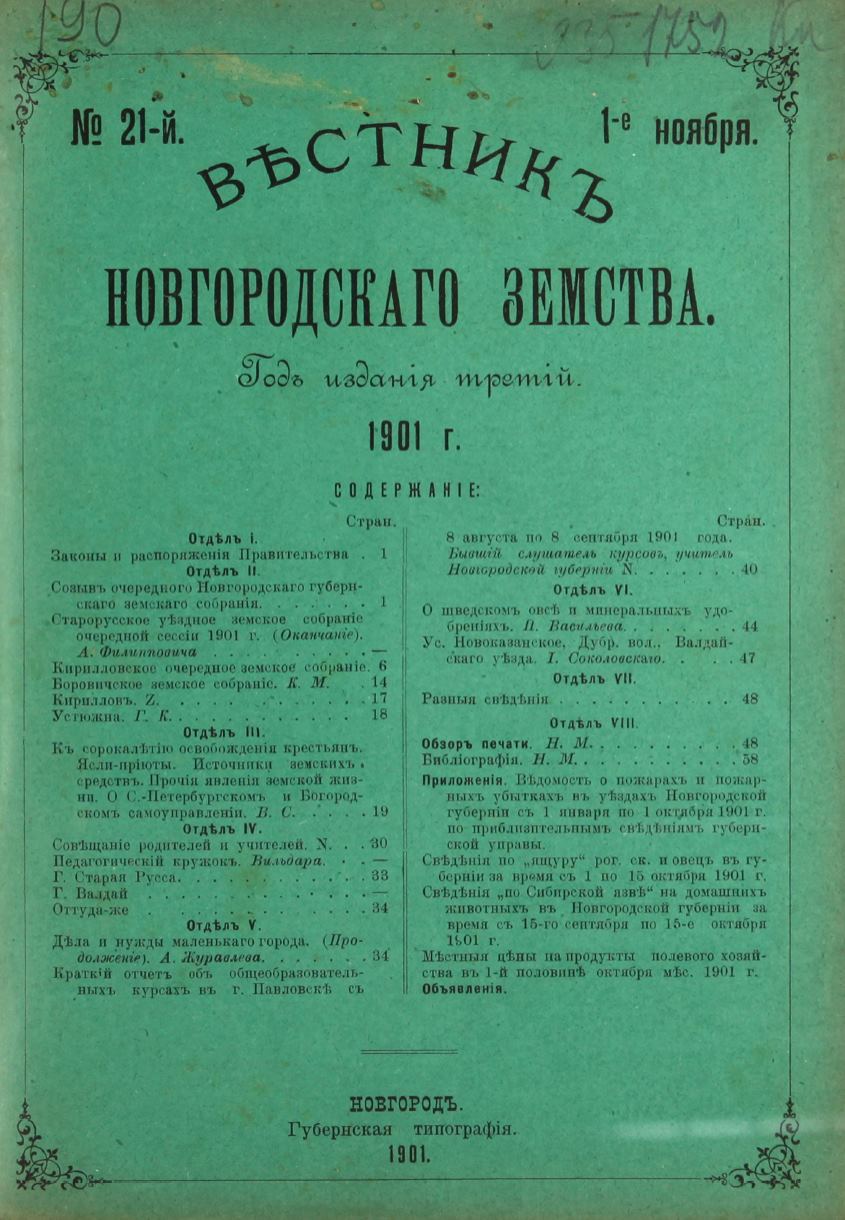 190
1752
№ 21-й.
1-е ноября.
ВѢСТНИКЪ
НОВГОРОДСКАГО ЗЕМСТВА.
Годъ изданія третій.
1901 г.
СОДЕРЖАНІЕ:
Стран.
Отдѣлъ I.
Законы и распоряженія Правительства . 1
Отдѣлъ II.
Созывъ очереднаго Новгородскаго губерн-
скаго земскаго собранія. . . . . . . 1
Старорусское уѣздное земское собраніе
очередной сессіи 1901 г. (Окончаніе).
А. Филипповича . . . . . . . . . . —
Кирилловское очередное земское собраніе. 6
Боровичское земское собраніе. К. М. . 14
Кирилловъ. Z. . . . . . . . . . . . 17
Устюжна. Г. К. . . . . . . . . . . . 18
Отдѣлъ III.
Къ сорокалѣтію освобожденія крестьянъ.
Ясли-пріюты. Источники земскихъ
средствъ. Прочія явленія земской жиз-
ни. О С.-Петербургскомъ и Богород-
скомъ самоуправленіи. В. С. . . . . 19
Отдѣлъ IV.
Совѣщаніе родителей и учителей. N. . . 30
Педагогическій кружокъ. Вильдара. . . —
Г. Старая Русса. . . . . . . . . . . 33
Г. Валдай . . . . . . . . . . . . . —
Оттуда-же . . . . . . . . . . . . . 34
Отдѣлъ V.
Дѣла и нужды маленькаго города. (Про-
долженіе). А. Журавлева. . . . . . . 34
Краткій отчетъ объ общеобразователь-
ныхъ курсахъ въ г. Павловскѣ съ
Стран.
8 августа по 8 сентября 1901 года.
Бывшій слушатель курсовъ, учитель
Новгородской губерніи N. . . . . . . 40
Отдѣлъ VI.
О шведскомъ овсѣ и минеральныхъ удо-
бреніяхъ. П. Васильева. . . . . . . 44
Ус. Новоказанское, Дубр. вол., Валдай-
скаго уѣзда. I. Соколовскаго. . . . . 47
Отдѣлъ VII.
Разныя свѣдѣнія . . . . . . . . . . . 48
Отдѣлъ VIII.
Обзоръ печати. Н. М. . . . . . . . . . 48
Библіографія. Н. М. . . . . . . . . . . 58
Приложенія. Вѣдомость о пожарахъ и пожар-
ныхъ убыткахъ въ уѣздахъ Новгородской
губерніи съ 1 января по 1 октября 1901 г.
по приблизительнымъ свѣдѣніямъ губерн-
ской управы.
Свѣдѣнія по „ящуру“ рог. ск. и овецъ въ гу-
берніи за время съ 1 по 15 октября 1901 г.
Свѣдѣнія „по Сибирской язвѣ“ на домашнихъ
животныхъ въ Новгородской губерніи за
время съ 15-го сентября по 15-е октября
1901 г.
Мѣстныя цѣны на продукты полевого хозяй-
ства въ 1-й половинѣ октября мѣс. 1901 г.
Объявленія.
НОВГОРОДЪ.
Губернская типографія.
1901.